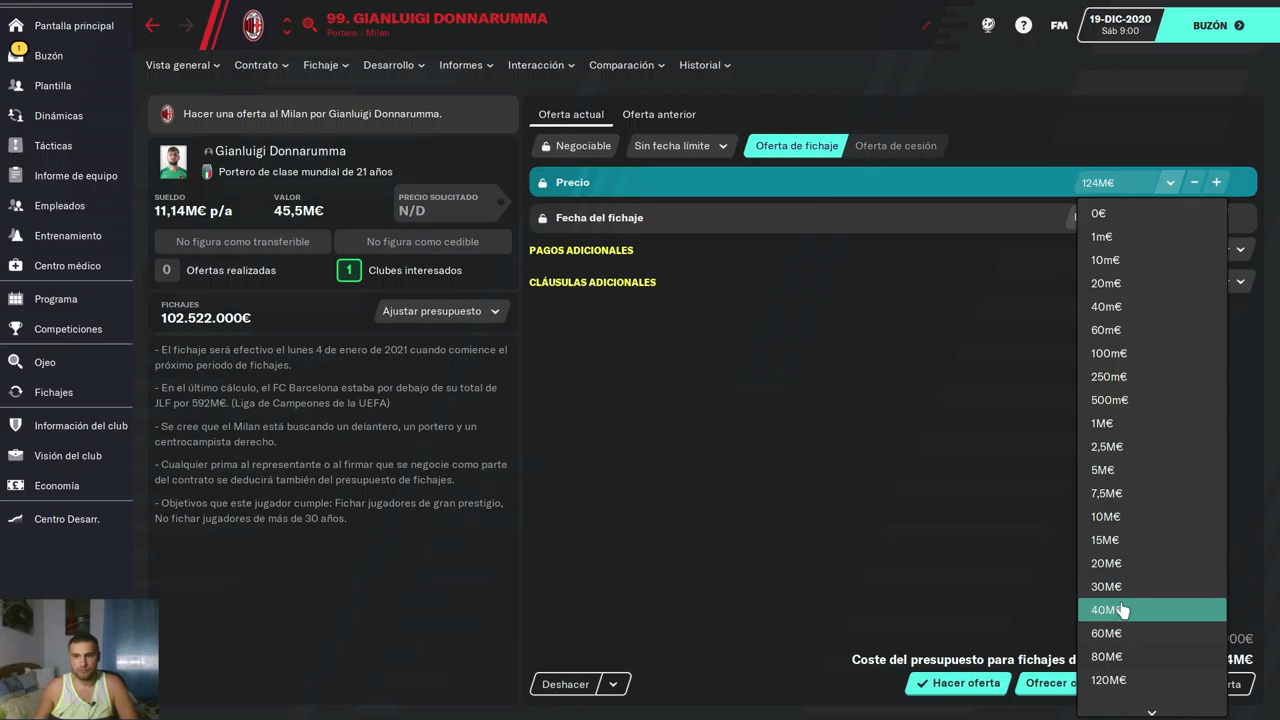 Pantalla principal
1
Buzón
Plantilla
Dinámicas
Tácticas
Informe de equipo
Empleados
Entrenamiento
Centro médico
Programa
Competiciones
Ojeo
Fichajes
Información del club
Visión del club
Economía
Centro Desarr.
99. GIANLUIGI DONNARUMMA
Portero - Milan
FM
19-DIC-2020
Sáb 9:00
BUZÓN
Vista general
Contrato
Fichaje
Desarrollo
Informes
Interacción
Comparación
Historial
Hacer una oferta al Milan por Gianluigi Donnarumma.
Gianluigi Donnarumma
Portero de clase mundial de 21 años
SUELDO
11,14M€ p/a
VALOR
45,5M€
PRECIO SOLICITADO
N/D
No figura como transferible
No figura como cedible
0 Ofertas realizadas
1 Clubes interesados
FICHAJES
102.522.000€
Ajustar presupuesto
- El fichaje será efectivo el lunes 4 de enero de 2021 cuando comience el
próximo periodo de fichajes.
- En el último cálculo, el FC Barcelona estaba por debajo de su total de
JLF por 592M€. (Liga de Campeones de la UEFA)
- Se cree que el Milan está buscando un delantero, un portero y un
centrocampista derecho.
- Cualquier prima al representante o al firmar que se negocie como parte
del contrato se deducirá también del presupuesto de fichajes.
- Objetivos que este jugador cumple: Fichar jugadores de gran prestigio,
No fichar jugadores de más de 30 años.
Oferta actual
Oferta anterior
Negociable
Sin fecha límite
Oferta de fichaje
Oferta de cesión
Precio
124M€
Fecha del fichaje
PAGOS ADICIONALES
CLÁUSULAS ADICIONALES
0€
1m€
10m€
20m€
40m€
60m€
100m€
250m€
500m€
1M€
2,5M€
5M€
7,5M€
10M€
15M€
20M€
30M€
40M€
60M€
80M€
120M€
00€
Coste del presupuesto para fichajes d
4M€
Deshacer
Hacer oferta
Ofrecer c
rta